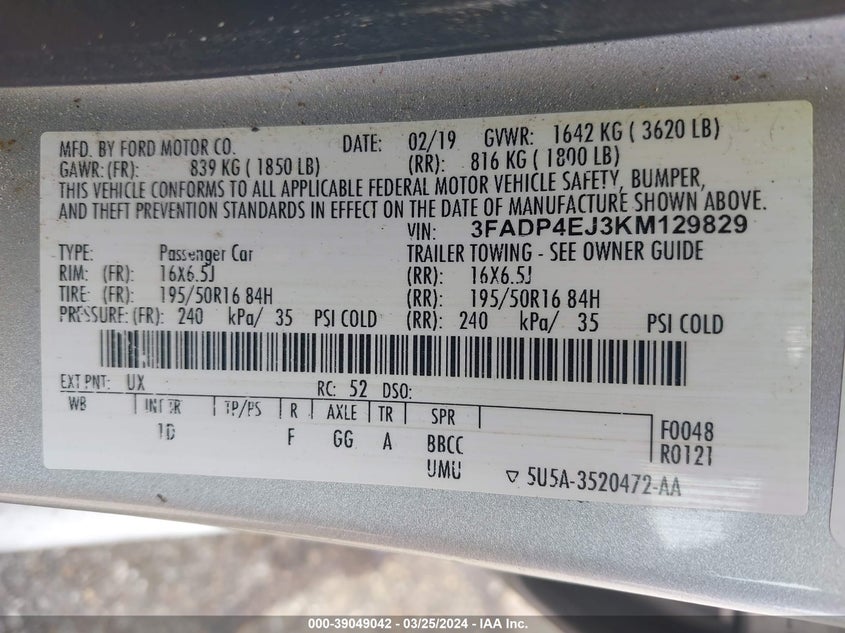 MFD. BY FORD MOTOR CO. DATE: 02/19 GVWR: 1642 KG ( 3620 LB)
GAWR: (FR): 839 KG ( 1850 LB) (RR): 816 KG ( 1800 LB)
THIS VEHICLE CONFORMS TO ALL APPLICABLE FEDERAL MOTOR VEHICLE SAFETY, BUMPER,
AND THEFT PREVENTION STANDARDS IN EFFECT ON THE DATE OF MANUFACTURE SHOWN ABOVE.
VIN: 3FADP4EJ3KM129829
TYPE: Passenger Car TRAILER TOWING - SEE OWNER GUIDE
RIM: (FR): 16X6.5J (RR): 16X6.5J
TIRE: (FR): 195/50R16 84H (RR): 195/50R16 84H
PRESSURE: (FR): 240 kPa/ 35 PSI COLD (RR): 240 kPa/ 35 PSI COLD
EXT PNT: UX RC: 52 DSO:
WB INT TR TP/PS R AXLE TR SPR F0048
1D F GG A BBCC R0121
UMU ▽ 5U5A-3520472-AA
000-39049042 / 03/25/2024 - IAA Inc.